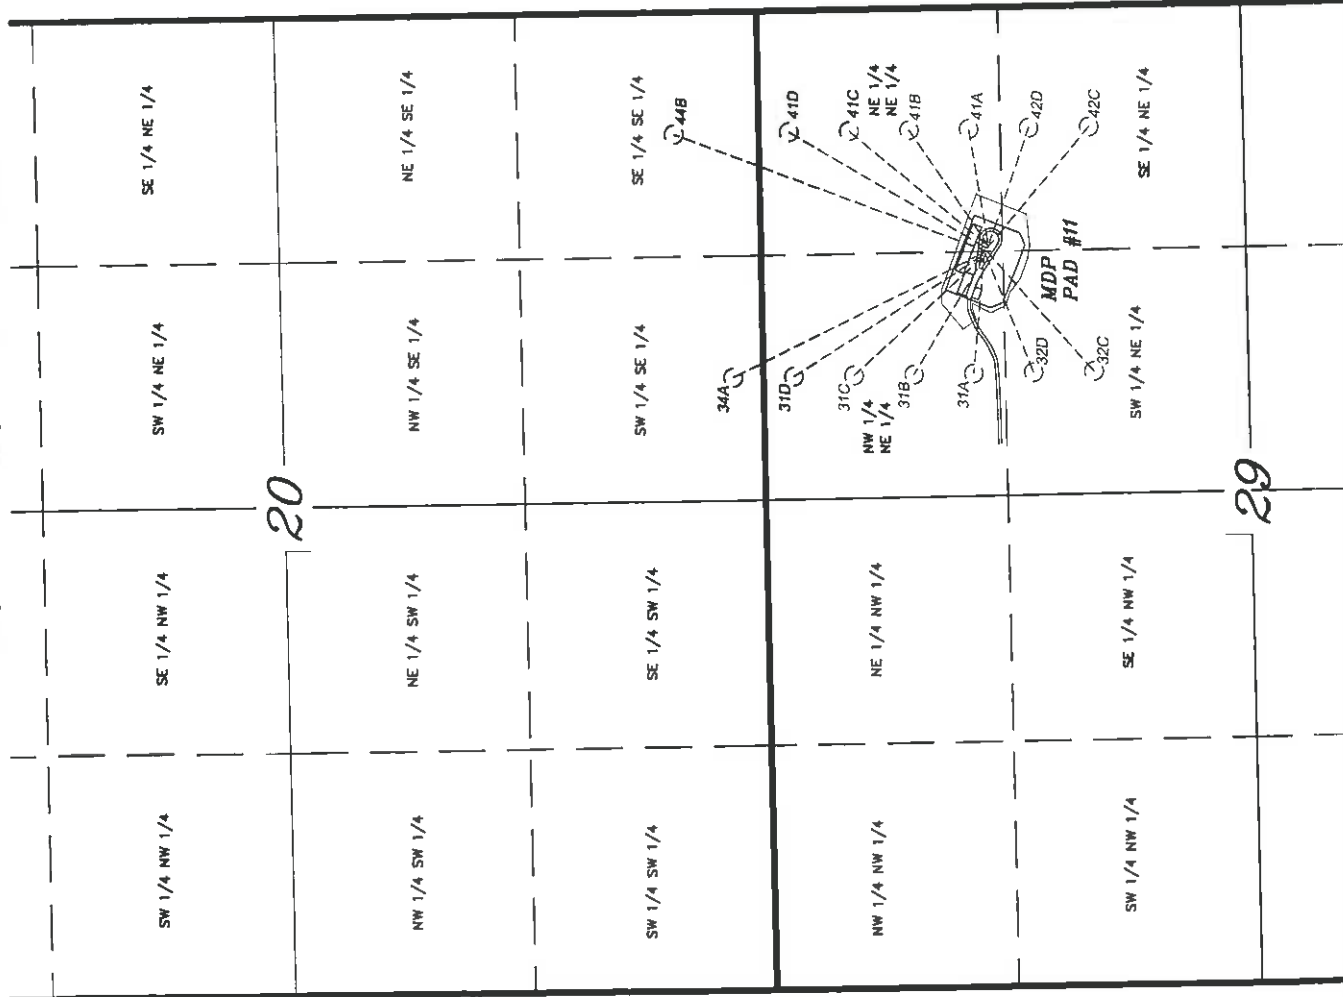 SE 1/4 NE 1/4
NE 1/4 SE 1/4
SE 1/4 SE 1/4
44B
41D
41C
NE 1/4
NE 1/4
41B
41A
42D
42C
SE 1/4 NE 1/4
SW 1/4 NE 1/4
NW 1/4 SE 1/4
SW 1/4 SE 1/4
34A
31D
31C
NW 1/4
NE 1/4
31B
31A
32D
32C
MDP
PAD #11
SW 1/4 NE 1/4
20
29
SE 1/4 NW 1/4
NE 1/4 SW 1/4
SE 1/4 SW 1/4
NE 1/4 NW 1/4
SE 1/4 NW 1/4
SW 1/4 NW 1/4
NW 1/4 SW 1/4
SW 1/4 SW 1/4
NW 1/4 NW 1/4
SW 1/4 NW 1/4